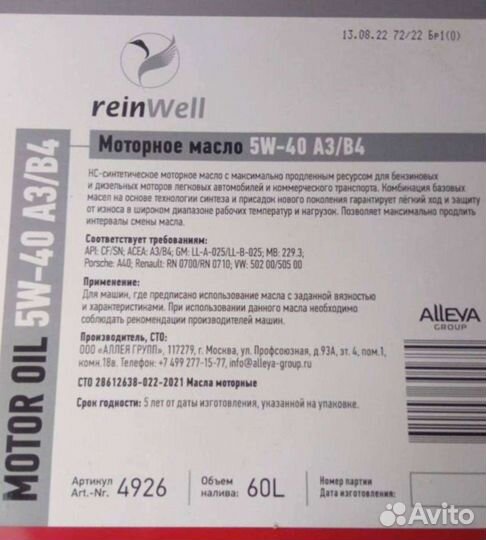 13.08.22 72/22 Бр1(0)
reinWell
MOTOR OIL 5W-40 A3/B4
Моторное масло 5W-40 A3/B4
НС-синтетическое моторное масло с максимально продленным ресурсом для бензиновых
и дизельных моторов легковых автомобилей и коммерческого транспорта. Комбинация базовых
масел на основе технологии синтеза и присадок нового поколения гарантирует лёгкий ход и защиту
от износа в широком диапазоне рабочих температур и нагрузок. Позволяет максимально продлить
интервалы смены масла.
Соответствие требованиям:
API: CF/SN; ACEA: A3/B4; GM: LL-A-025/LL-B-025; MB: 229.3;
Porsche: A40; Renault: RN 0700/RN 0710; VW: 502 00/505 00
Применение:
Для машин, где предписано использование масла с заданной вязкостью
и характеристиками. При использовании данного масла необходимо
соблюдать рекомендации производителей машин.
Производитель, СТО:
ООО «АЛЛЕЯ ГРУПП», 117279, г. Москва, ул. Профсоюзная, д.93А, эт. 4, пом.1,
комн.18в. Телефон: +7 499 277-15-77, info@alleya-group.ru
СТО 28612638-022-2021 Масла моторные
Срок годности: 5 лет от даты изготовления, указанной на упаковке.
ALLEYA
GROUP
Артикул
Art.-Nr. 4926
Объем
налива: 60L
Номер партии
Дата изготовления:
Avito